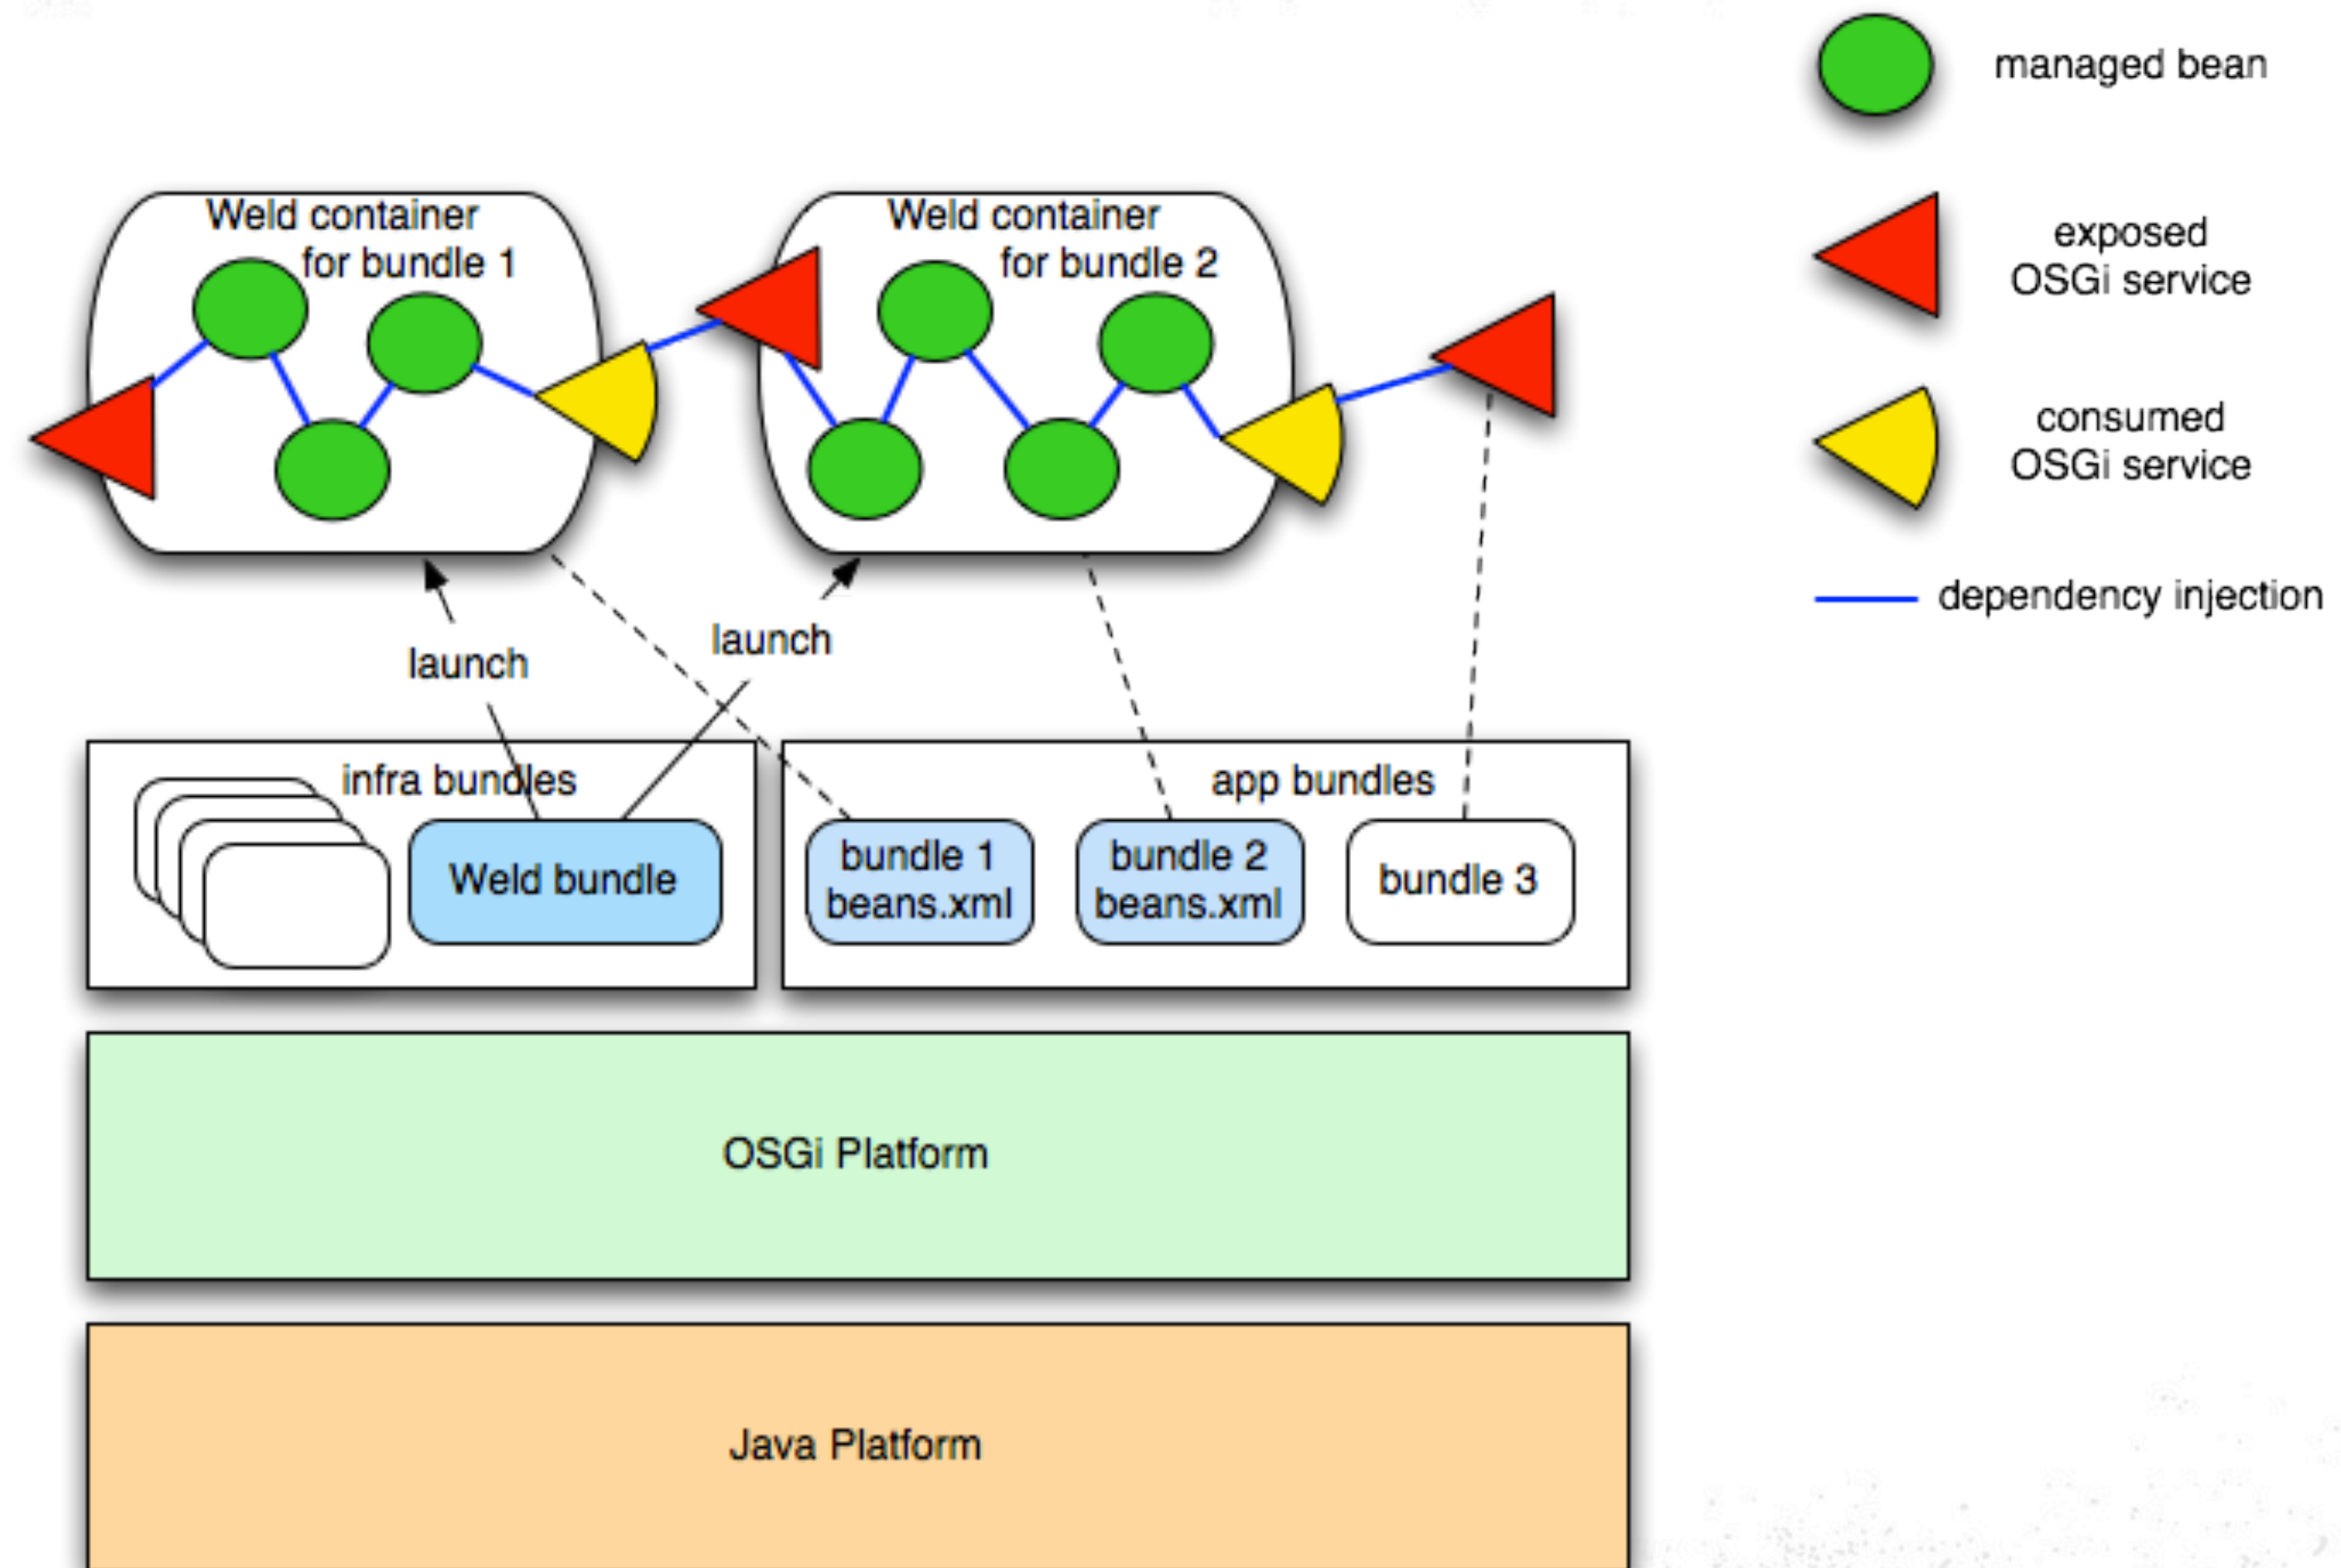 managed bean
exposed
OSGi service
consumed
OSGi service
dependency injection
Weld container
for bundle 1
Weld container
for bundle 2
launch
launch
infra bundles
Weld bundle
app bundles
bundle 1
beans.xml
bundle 2
beans.xml
bundle 3
OSGi Platform
Java Platform